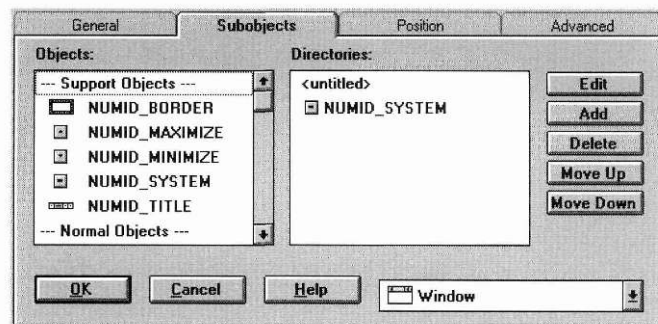 General Subobjects Position Advanced
Objects:
--- Support Objects ---
NUMID_BORDER
NUMID_MAXIMIZE
NUMID_MINIMIZE
NUMID_SYSTEM
NUMID_TITLE
--- Normal Objects ---
Directories:
<untitled>
NUMID_SYSTEM
Edit
Add
Delete
Move Up
Move Down
OK Cancel Help Window